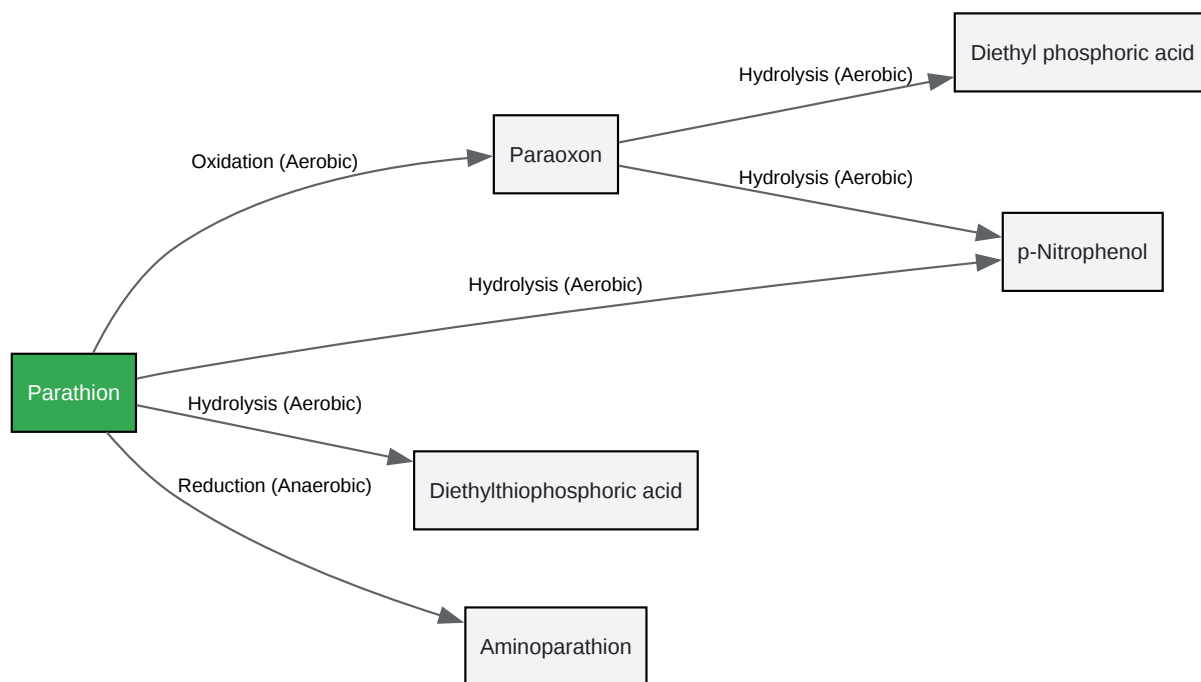 Diethyl phosphoric acid
Hydrolysis (Aerobic)
Paraoxon
Oxidation (Aerobic)
Hydrolysis (Aerobic)
p-Nitrophenol
Hydrolysis (Aerobic)
Parathion
Hydrolysis (Aerobic)
Reduction (Anaerobic)
Diethylthiophosphoric acid
Aminoparathion